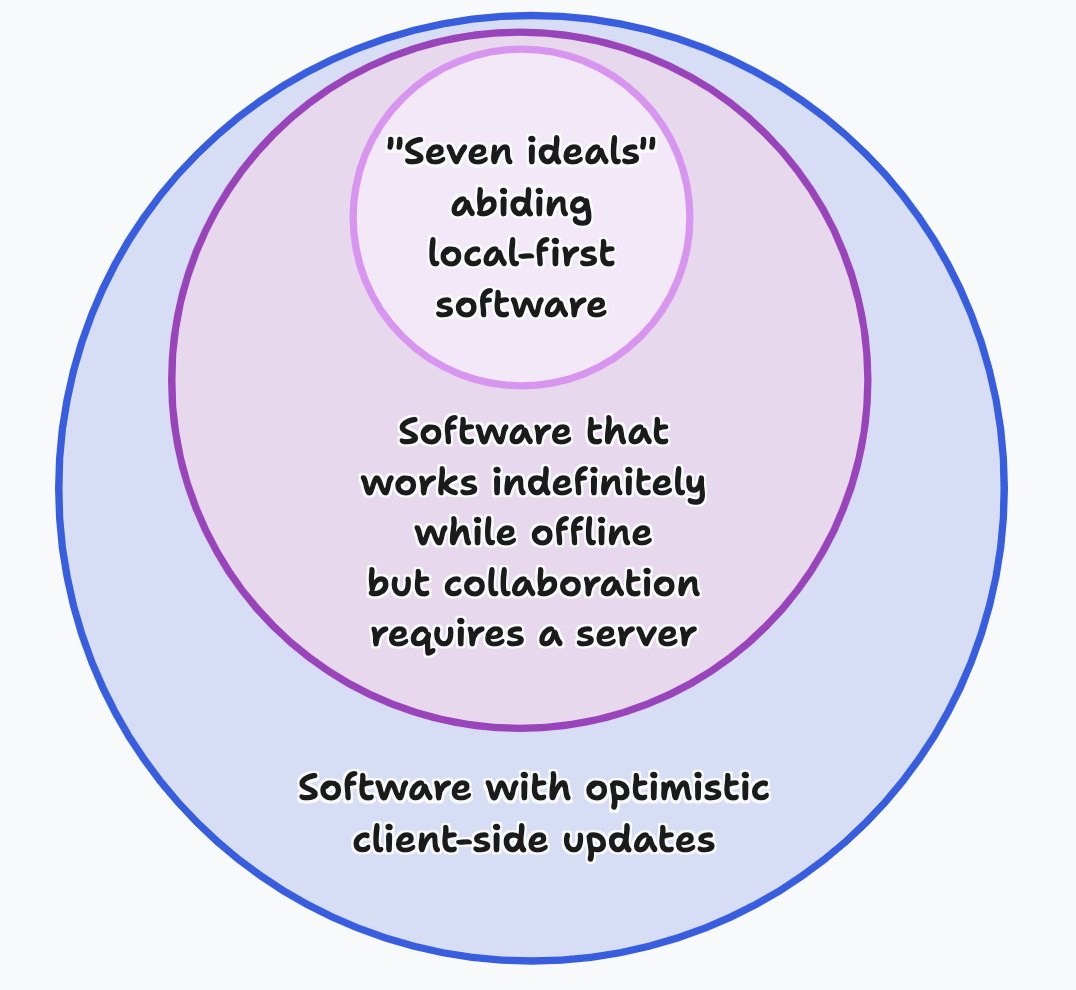 "Seven ideals"
abiding
local-first
software
Software that
works indefinitely
while offline
but collaboration
requires a server
Software with optimistic
client-side updates